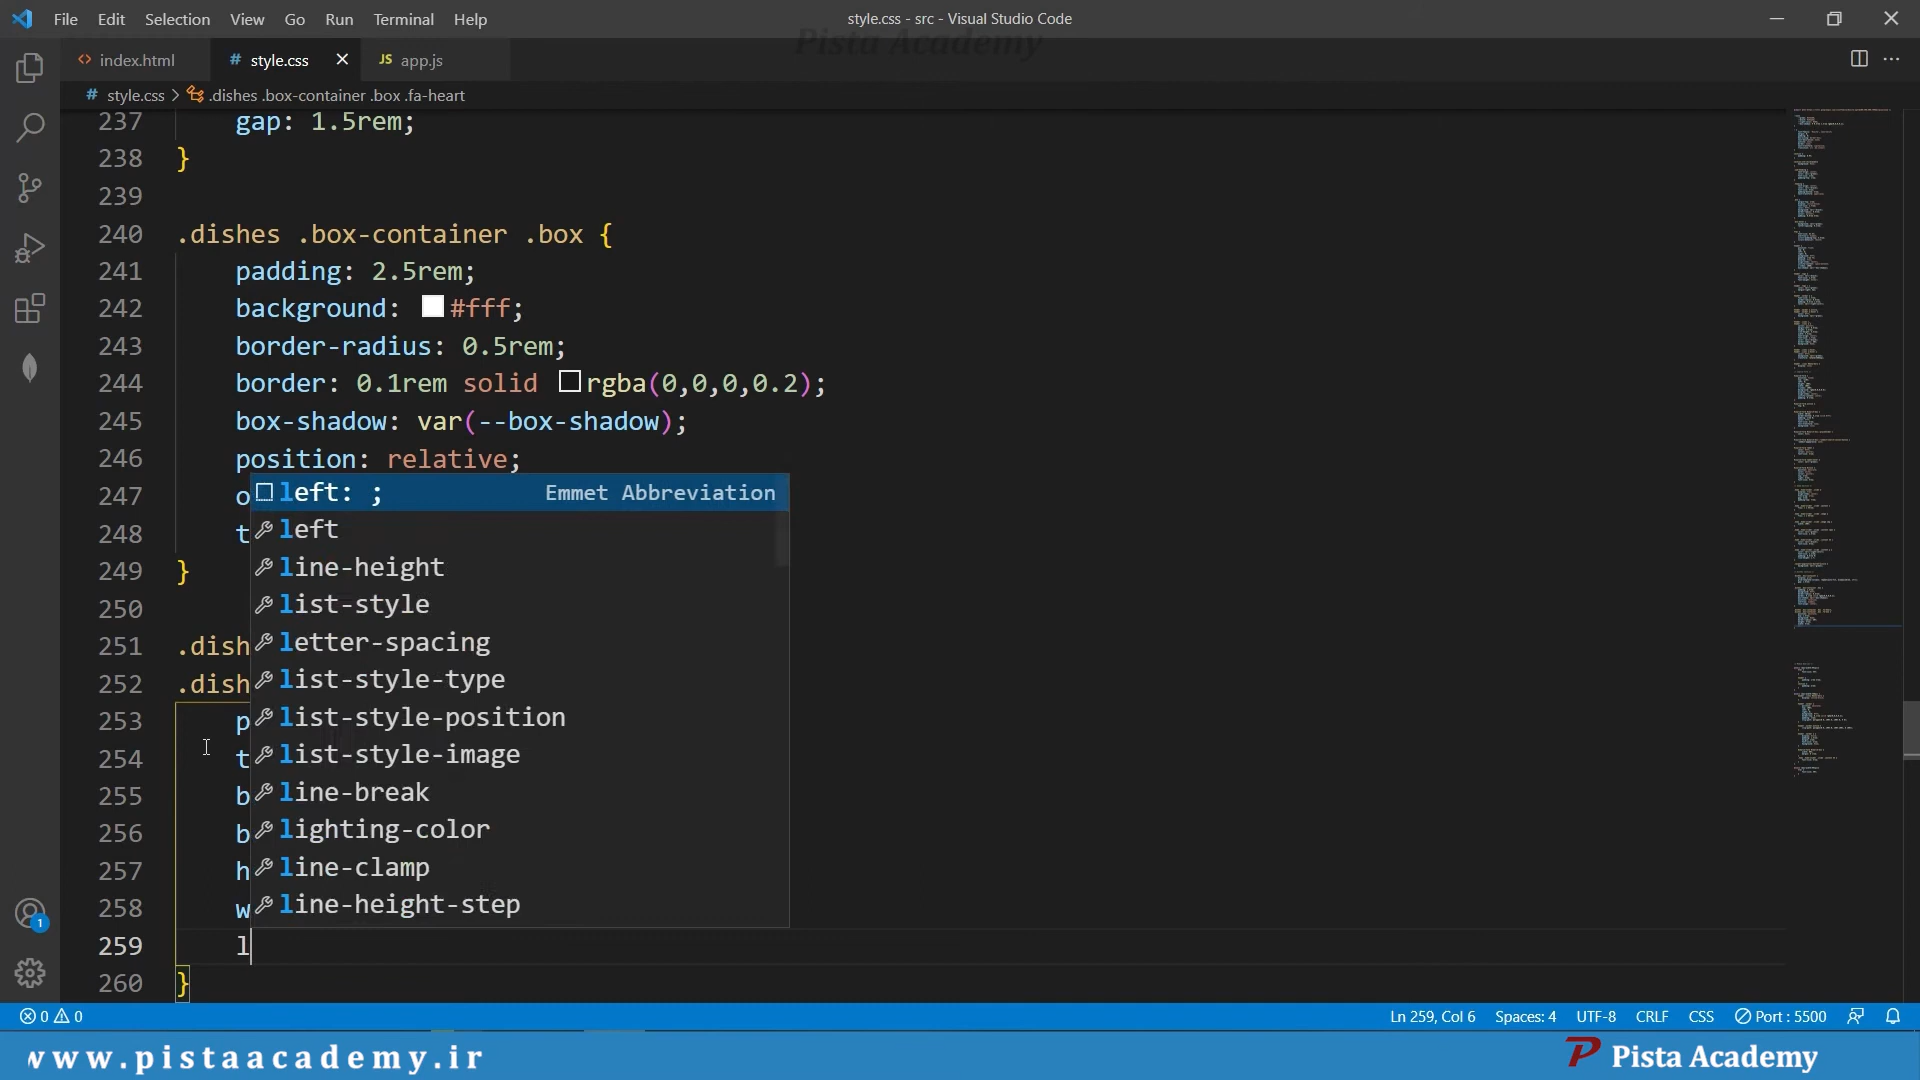 File Edit Selection View Go Run Terminal Help
style.css - src - Visual Studio Code
Pista Academy
<> index.html
# style.css
JS app.js
# style.css > .dishes .box-container .box .fa-heart
237 gap: 1.5rem;
238 }
239
240 .dishes .box-container .box {
241 padding: 2.5rem;
242 background: #fff;
243 border-radius: 0.5rem;
244 border: 0.1rem solid rgba(0,0,0,0.2);
245 box-shadow: var(--box-shadow);
246 position: relative;
247 o
248 t
249 }
250
251 .dish
252 .dish
253 p
254 t
255 b
256 b
257 h
258 w
259 l
260 }
left: ; Emmet Abbreviation
left
line-height
list-style
letter-spacing
list-style-type
list-style-position
list-style-image
line-break
lighting-color
line-clamp
line-height-step
1
0 0
Ln 259, Col 6 Spaces: 4 UTF-8 CRLF CSS Port : 5500
www.pistaacademy.ir
P Pista Academy